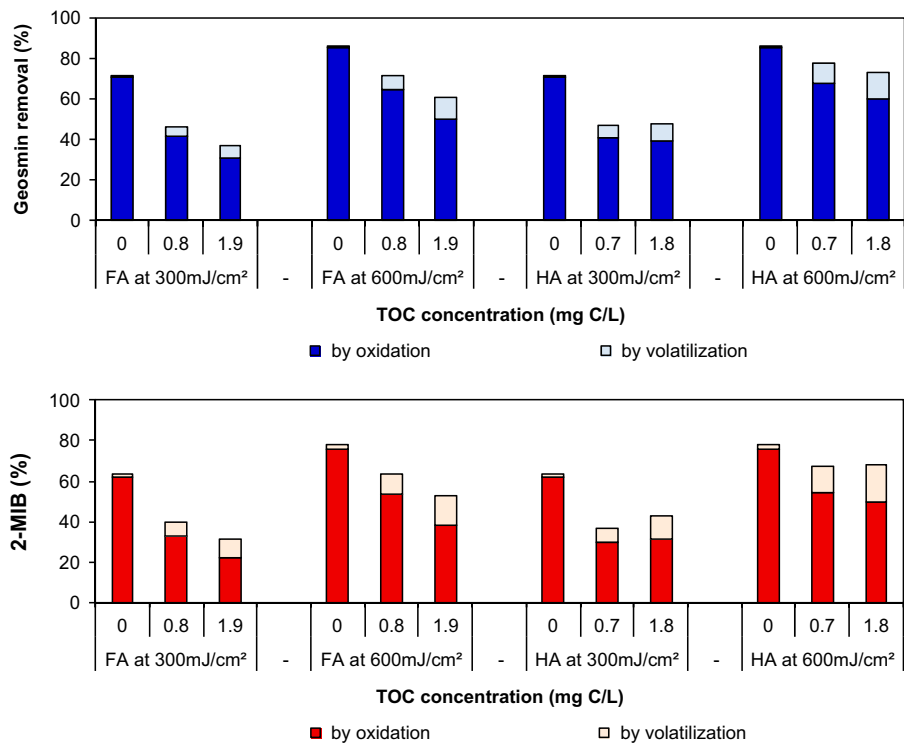 Geosmin removal (%)
100
80
60
40
20
0
0 0.8 1.9 0 0.8 1.9 0 0.7 1.8 0 0.7 1.8
FA at 300mJ/cm² - FA at 600mJ/cm² - HA at 300mJ/cm² - HA at 600mJ/cm²
TOC concentration (mg C/L)
by oxidation by volatilization
2-MIB (%)
100
80
60
40
20
0
0 0.8 1.9 0 0.8 1.9 0 0.7 1.8 0 0.7 1.8
FA at 300mJ/cm² - FA at 600mJ/cm² - HA at 300mJ/cm² - HA at 600mJ/cm²
TOC concentration (mg C/L)
by oxidation by volatilization